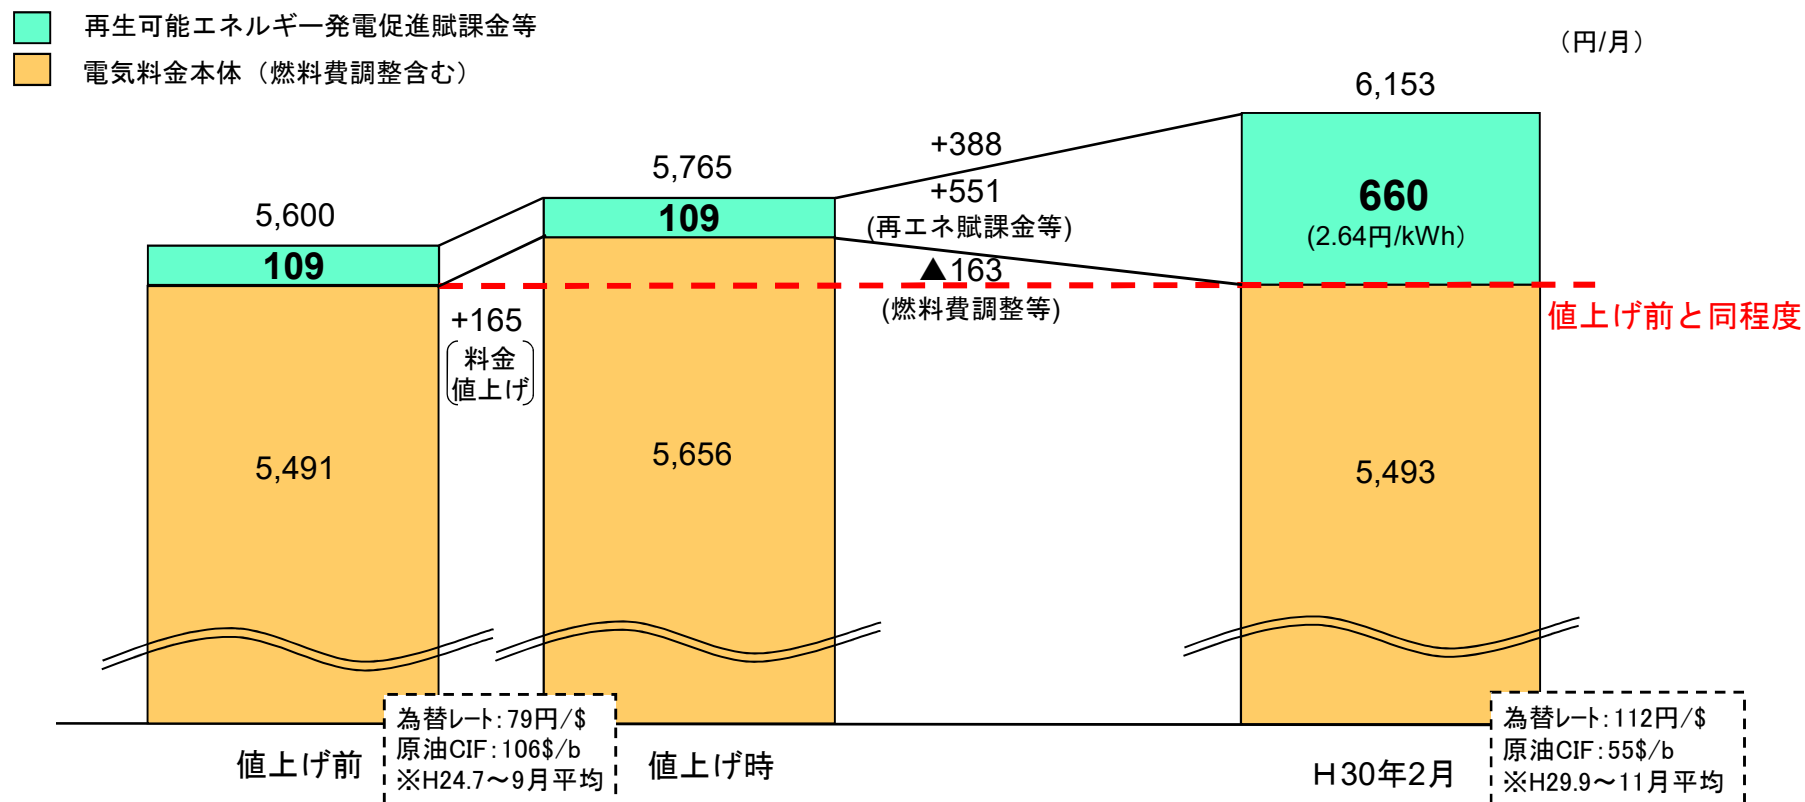 再生可能エネルギー発電促進賦課金等
電気料金本体（燃料費調整含む）
（円/月）
6,153
+388
5,765
+551
(再エネ賦課金等)
5,600
109
109
660
(2.64円/kWh）
▲163
(燃料費調整等)
値上げ前と同程度
+165
料金
値上げ
5,491
5,656
5,493
為替レート：79円/$
原油CIF：106$/b
※H24.7～9月平均
為替レート：112円/$
原油CIF：55$/b
※H29.9～11月平均
値上げ前
値上げ時
H30年2月